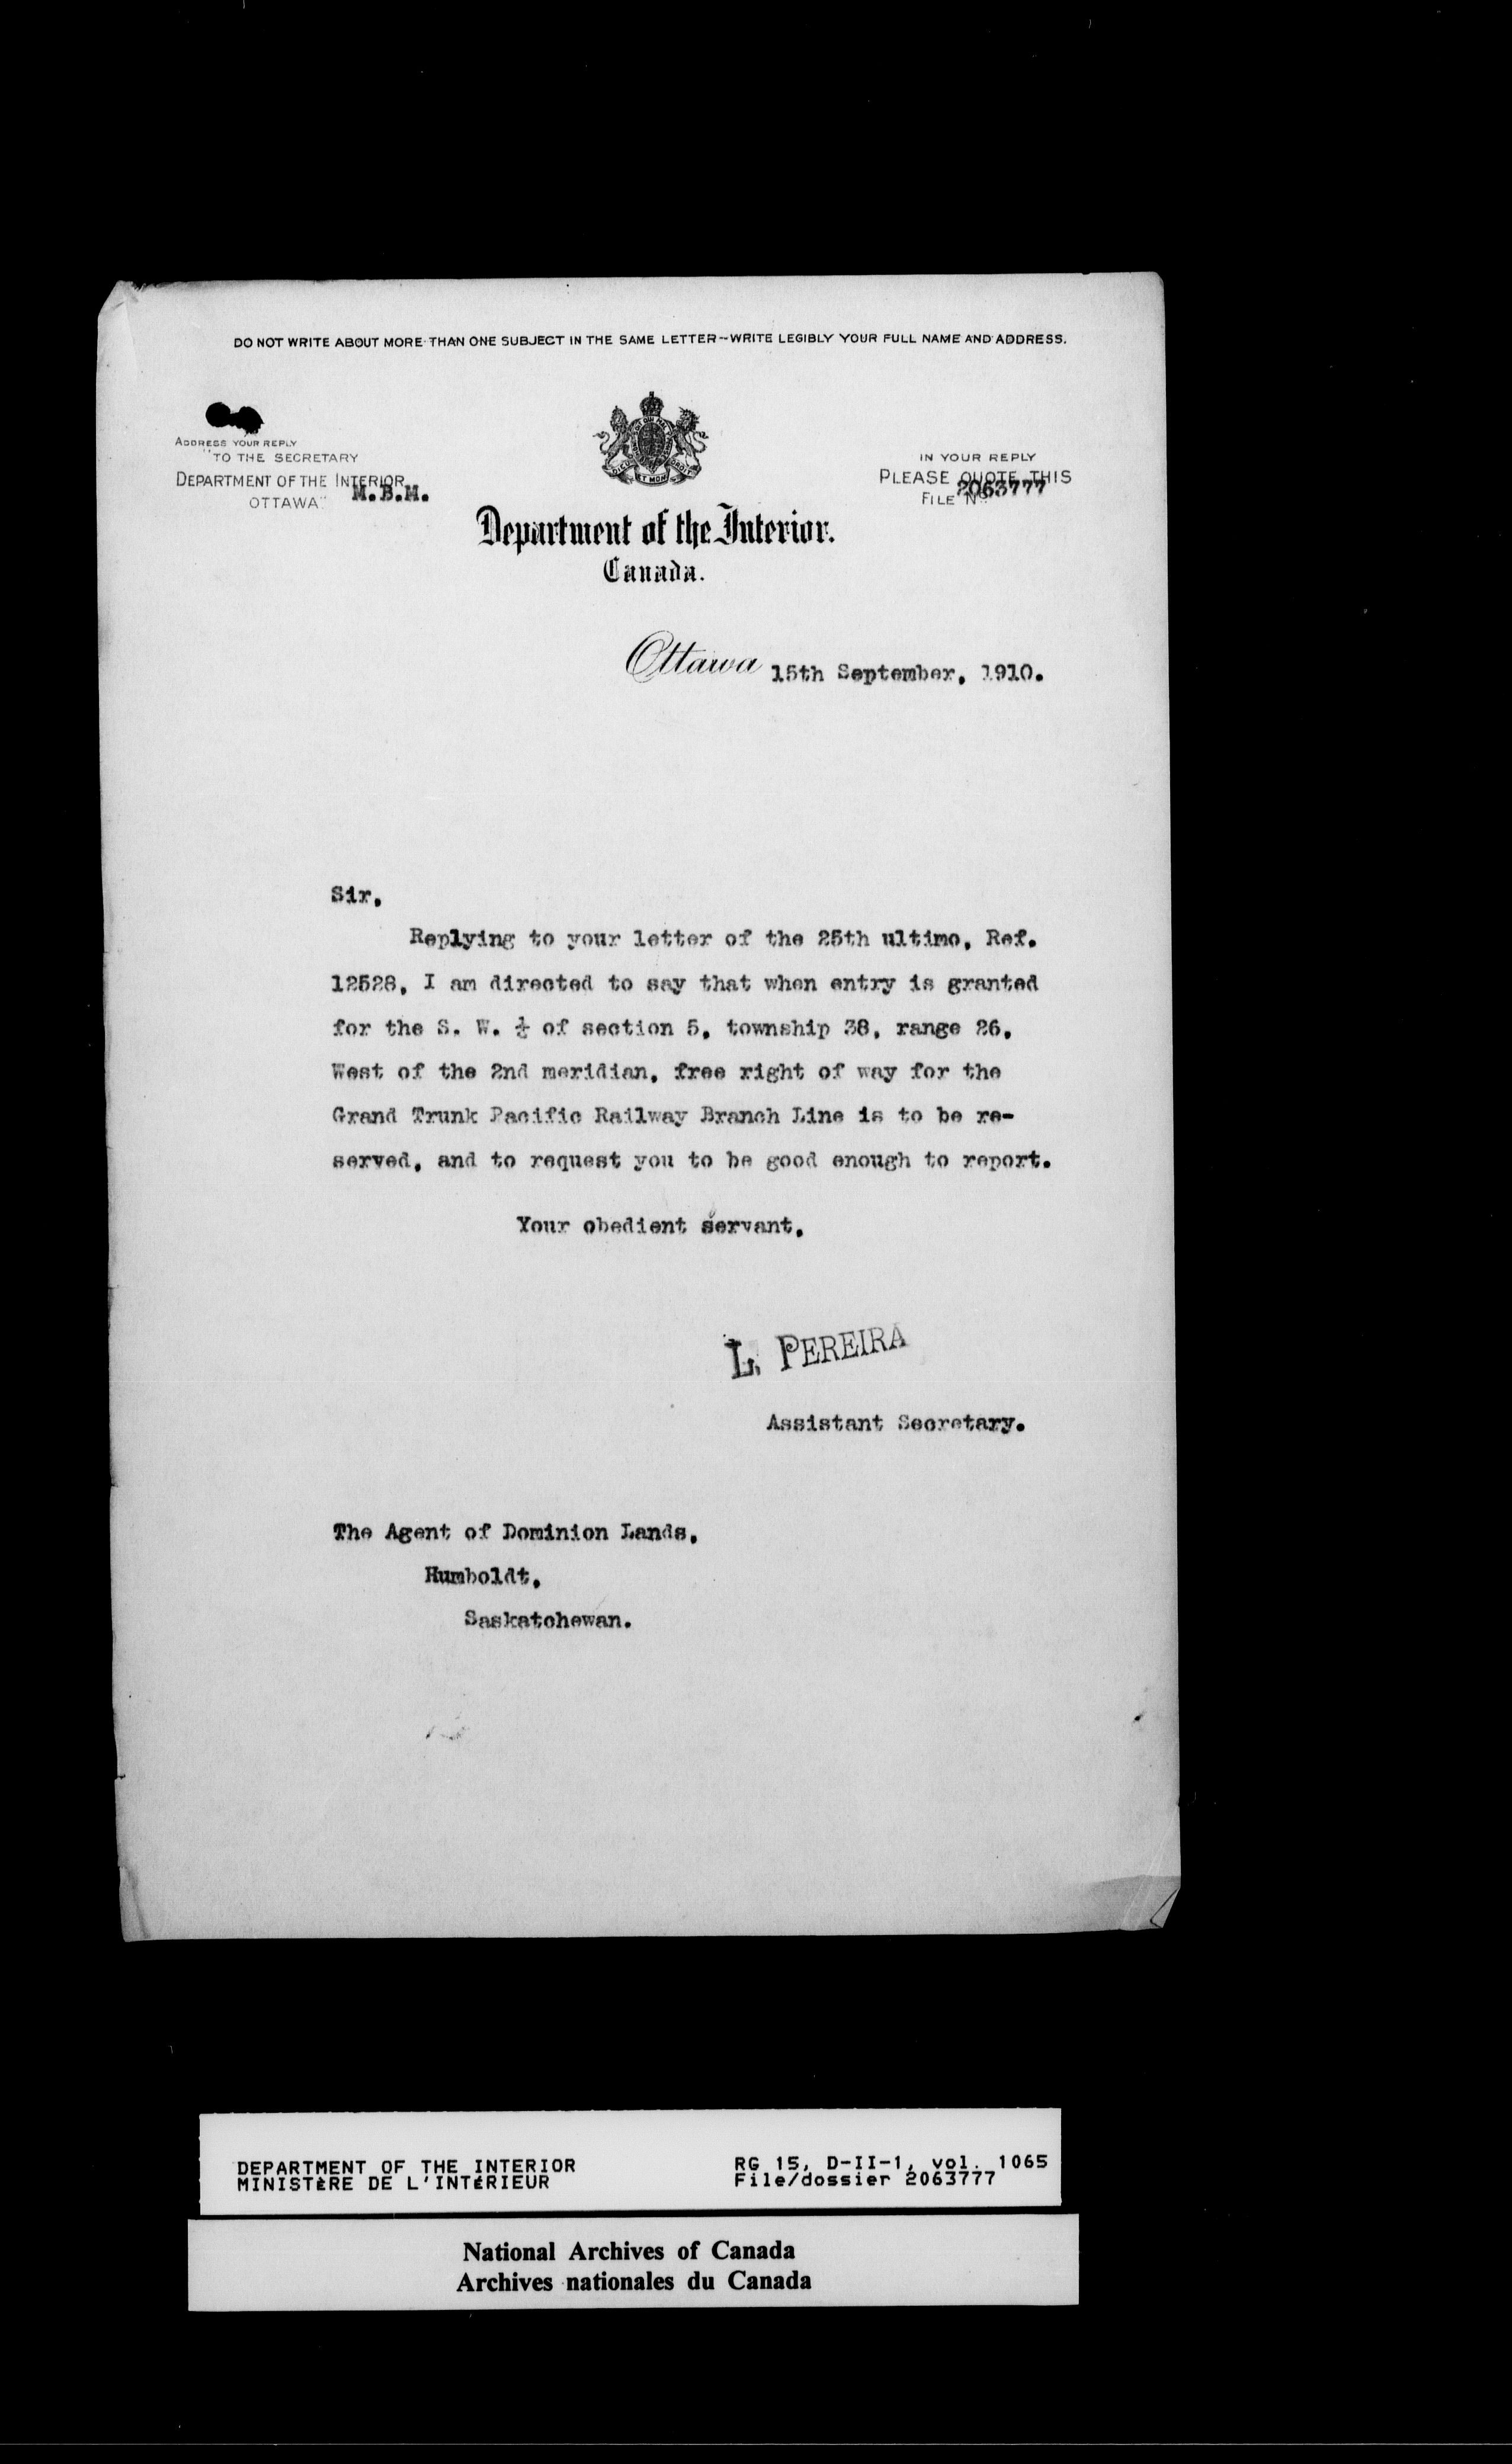 DO NOT WRITE ABOUT MORE THAN ONE SUBJECT IN THE SAME LETTER--WRITE LEGIBLY YOUR FULL NAME AND ADDRESS.
ADDRESS YOUR REPLY
"TO THE SECRETARY
DEPARTMENT OF THE INTERIOR
OTTAWA"
M.B.M.
DIEU ET MON DROIT
IN YOUR REPLY
PLEASE QUOTE THIS
FILE No.
2063777
Department of the Interior.
Canada.
Ottawa 15th September, 1910.
Sir,
Replying to your letter of the 25th ultimo, Ref.
12528, I am directed to say that when entry is granted
for the S. W. ¼ of section 5, township 38, range 26,
West of the 2nd meridian, free right of way for the
Grand Trunk Pacific Railway Branch Line is to be re-
served, and to request you to be good enough to report.
Your obedient servant,
L. PEREIRA
Assistant Secretary.
The Agent of Dominion Lands,
Humboldt,
Saskatchewan.
DEPARTMENT OF THE INTERIOR
MINISTÈRE DE L'INTÉRIEUR
RG 15, D-II-1, vol. 1065
File/dossier 2063777
National Archives of Canada
Archives nationales du Canada